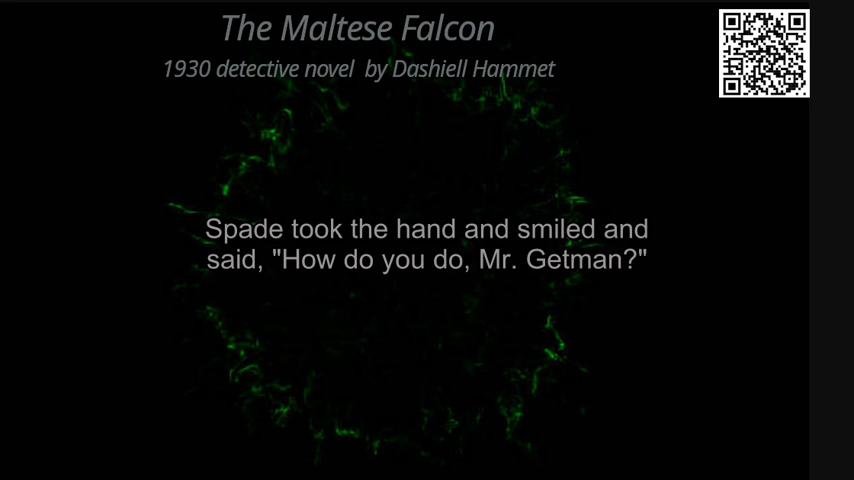 The Maltese Falcon
1930 detective novel by Dashiell Hammet
Spade took the hand and smiled and
said, "How do you do, Mr. Getman?"